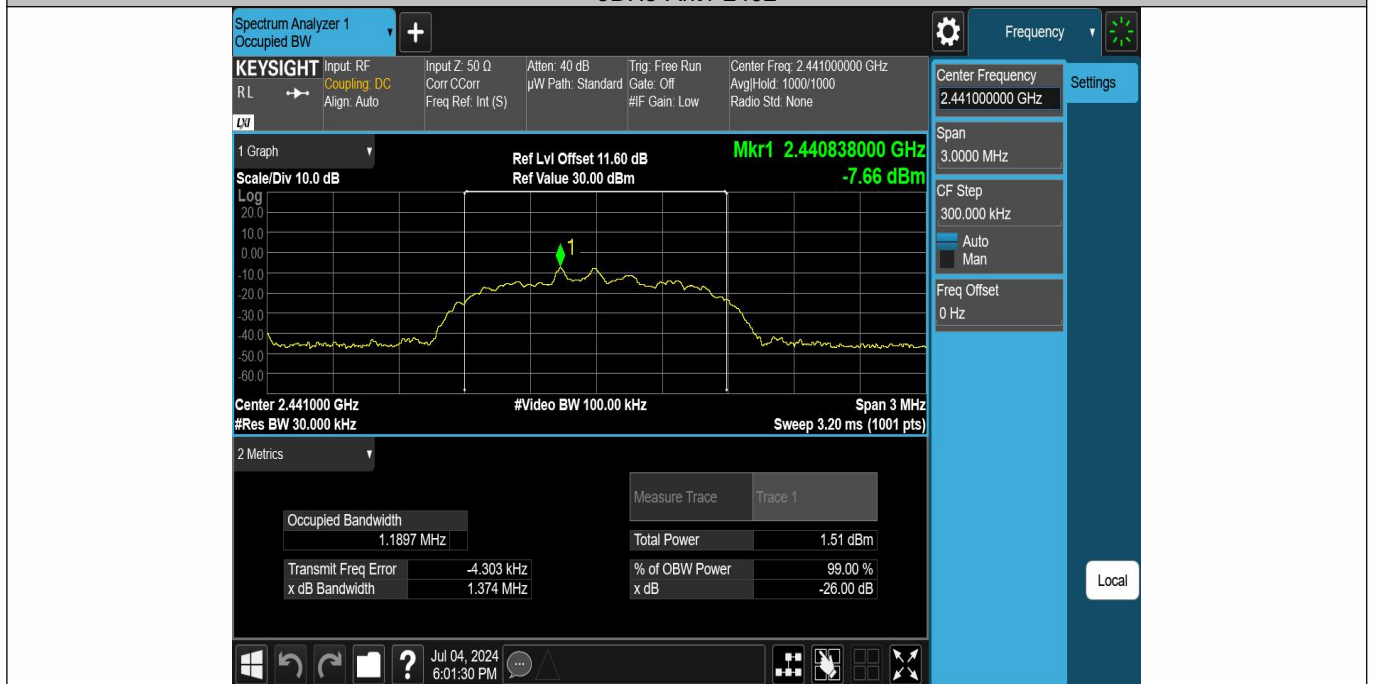 Spectrum Analyzer 1
Occupied BW
+
Frequency
KEYSIGHT
RL
LXI
Input: RF
Coupling: DC
Align: Auto
Input Z: 50 Ω
Corr CCorr
Freq Ref: Int (S)
Atten: 40 dB
µW Path: Standard
Trig: Free Run
Gate: Off
#IF Gain: Low
Center Freq: 2.441000000 GHz
Avg|Hold: 1000/1000
Radio Std: None
Center Frequency
2.441000000 GHz
Settings
Span
3.0000 MHz
CF Step
300.000 kHz
Auto
Man
Freq Offset
0 Hz
Local
1 Graph
Scale/Div 10.0 dB
Ref Lvl Offset 11.60 dB
Ref Value 30.00 dBm
Mkr1 2.440838000 GHz
-7.66 dBm
Log
20.0
10.0
0.00
-10.0
-20.0
-30.0
-40.0
-50.0
-60.0
1
Center 2.441000 GHz
#Video BW 100.00 kHz
Span 3 MHz
#Res BW 30.000 kHz
Sweep 3.20 ms (1001 pts)
2 Metrics
Measure Trace Trace 1
Occupied Bandwidth
1.1897 MHz
Total Power 1.51 dBm
Transmit Freq Error -4.303 kHz
% of OBW Power 99.00 %
x dB Bandwidth 1.374 MHz
x dB -26.00 dB
?
Jul 04, 2024
6:01:30 PM